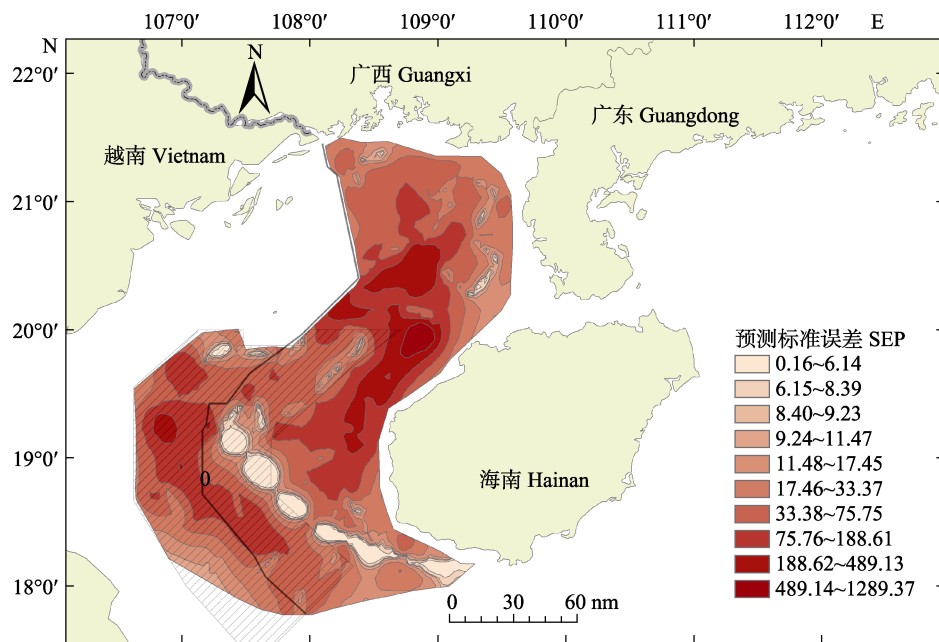 107°0′ 108°0′ 109°0′ 110°0′ 111°0′ 112°0′ E
N
N
22°0′
广西 Guangxi
广东 Guangdong
越南 Vietnam
21°0′
20°0′
预测标准误差 SEP
0.16~6.14
6.15~8.39
8.40~9.23
9.24~11.47
11.48~17.45
17.46~33.37
33.38~75.75
75.76~188.61
188.62~489.13
489.14~1289.37
19°0′
0
海南 Hainan
18°0′
0 30 60 nm